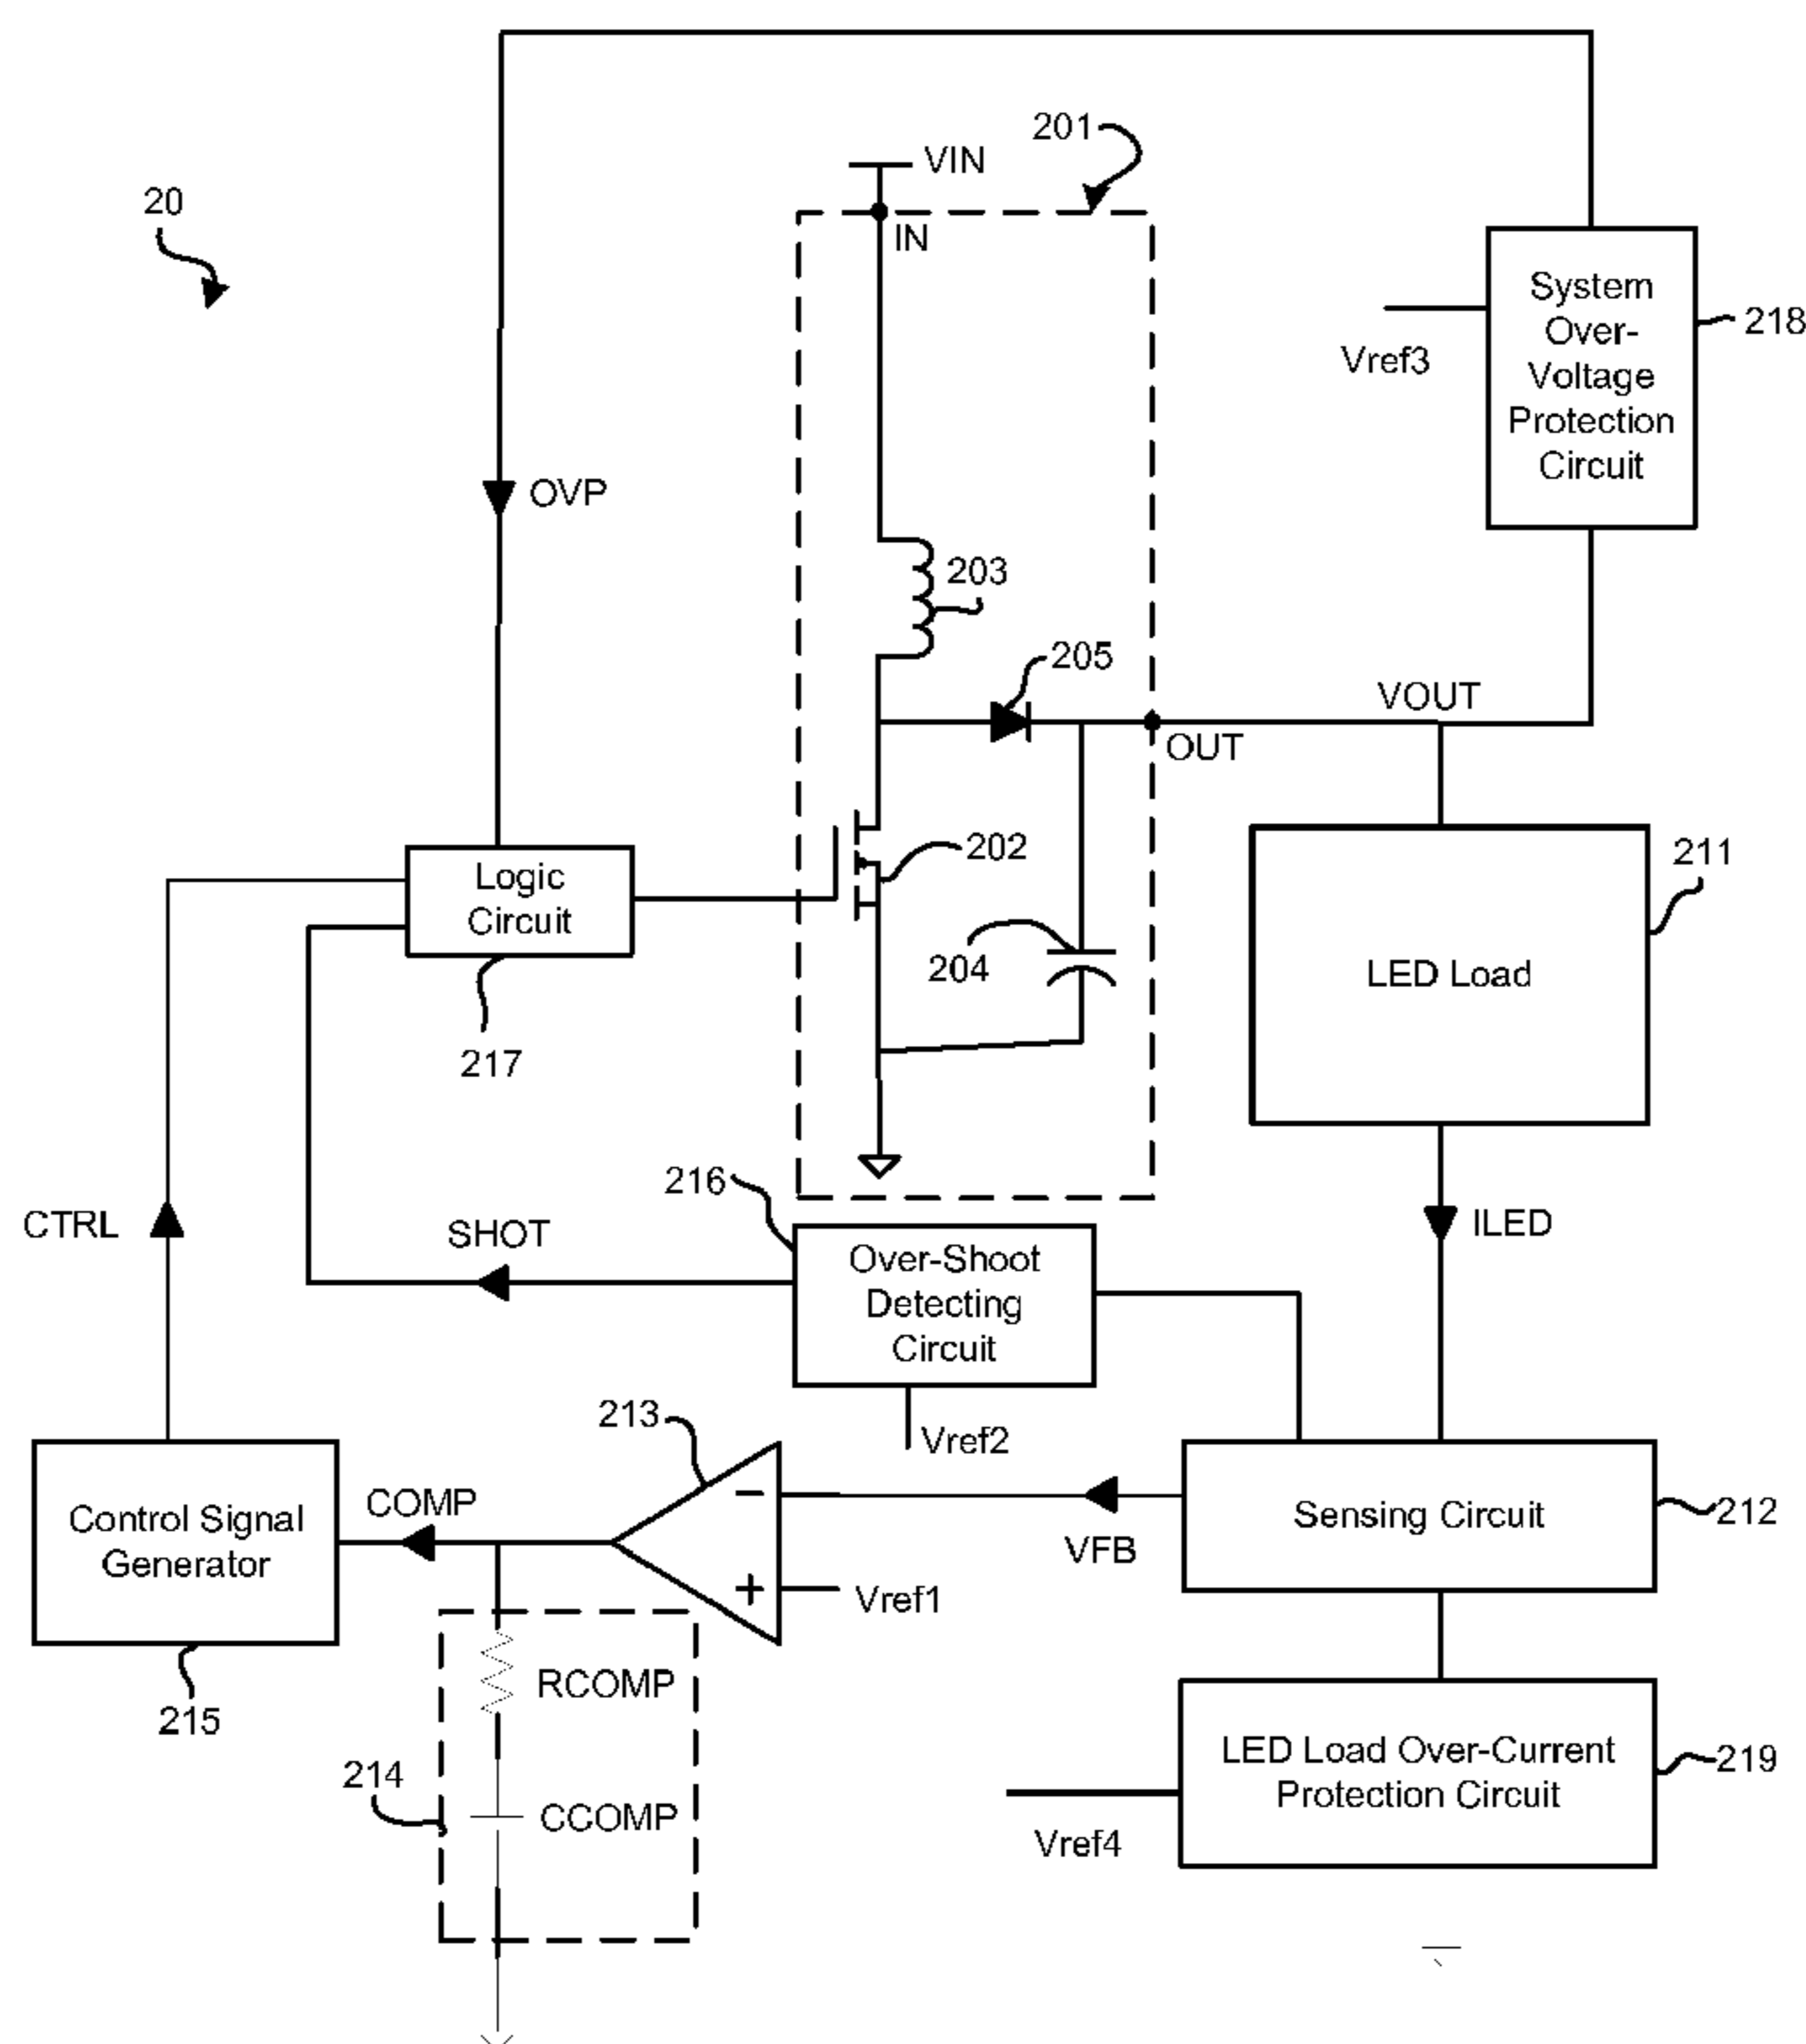 201
VIN
20
IN
System
Over-
Voltage
Protection
Circuit
218
Vref3
OVP
203
205
VOUT
OUT
202
211
Logic
Circuit
204
LED Load
217
216
CTRL
SHOT
ILED
Over-Shoot
Detecting
Circuit
213
Vref2
COMP
Control Signal
Generator
−
Sensing Circuit
212
VFB
+
Vref1
RCOMP
215
214
LED Load Over-Current
Protection Circuit
219
CCOMP
Vref4